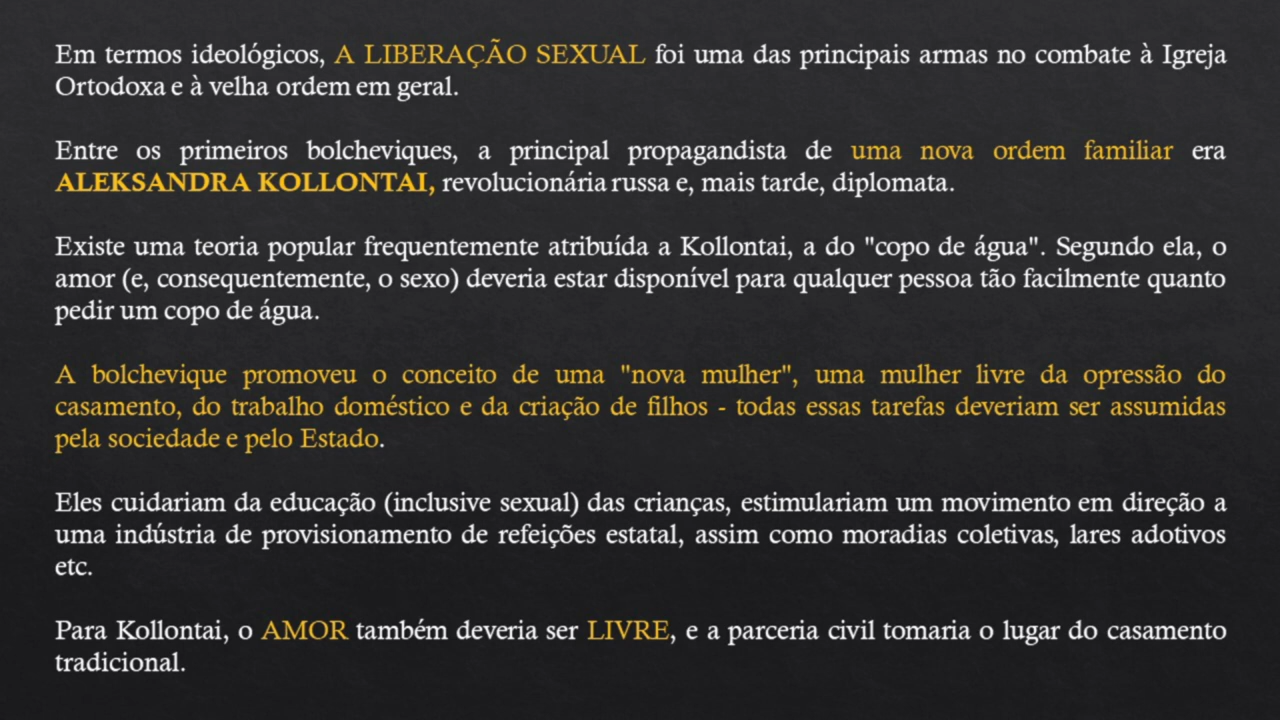 Em termos ideológicos, A LIBERAÇÃO SEXUAL foi uma das principais armas no combate à Igreja
Ortodoxa e à velha ordem em geral.
Entre os primeiros bolcheviques, a principal propagandista de uma nova ordem familiar era
ALEKSANDRA KOLLONTAI, revolucionária russa e, mais tarde, diplomata.
Existe uma teoria popular frequentemente atribuída a Kollontai, a do "copo de água". Segundo ela, o
amor (e, consequentemente, o sexo) deveria estar disponível para qualquer pessoa tão facilmente quanto
pedir um copo de água.
A bolchevique promoveu o conceito de uma "nova mulher", uma mulher livre da opressão do
casamento, do trabalho doméstico e da criação de filhos - todas essas tarefas deveriam ser assumidas
pela sociedade e pelo Estado.
Eles cuidariam da educação (inclusive sexual) das crianças, estimulariam um movimento em direção a
uma indústria de provisionamento de refeições estatal, assim como moradias coletivas, lares adotivos
etc.
Para Kollontai, o AMOR também deveria ser LIVRE, e a parceria civil tomaria o lugar do casamento
tradicional.